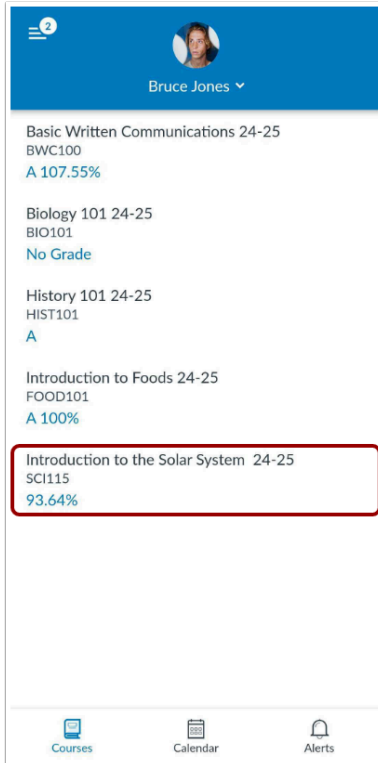 2
Bruce Jones
Basic Written Communications 24-25
BWC100
A 107.55%
Biology 101 24-25
BIO101
No Grade
History 101 24-25
HIST101
A
Introduction to Foods 24-25
FOOD101
A 100%
Introduction to the Solar System 24-25
SCI115
93.64%
Courses Calendar Alerts